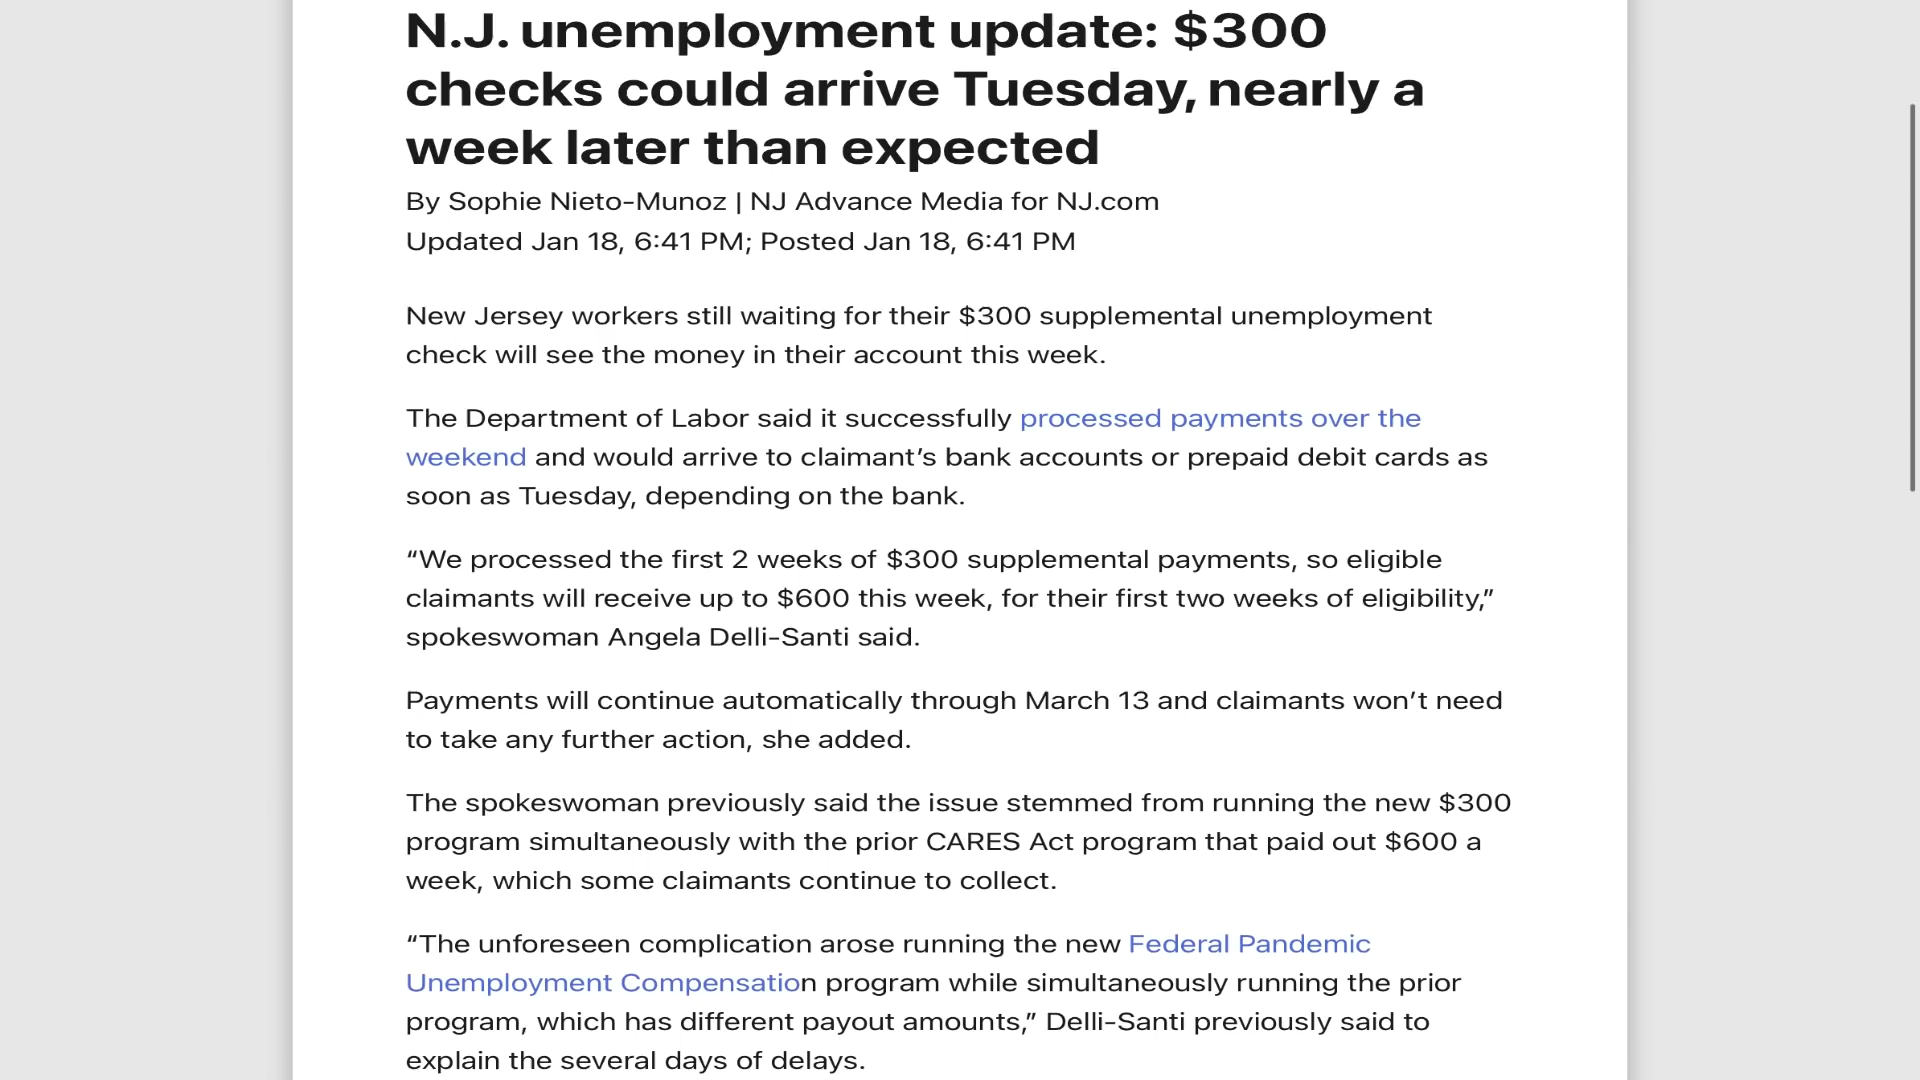 N.J. unemployment update: $300
checks could arrive Tuesday, nearly a
week later than expected
By Sophie Nieto-Munoz | NJ Advance Media for NJ.com
Updated Jan 18, 6:41 PM; Posted Jan 18, 6:41 PM
New Jersey workers still waiting for their $300 supplemental unemployment
check will see the money in their account this week.
The Department of Labor said it successfully processed payments over the
weekend and would arrive to claimant’s bank accounts or prepaid debit cards as
soon as Tuesday, depending on the bank.
“We processed the first 2 weeks of $300 supplemental payments, so eligible
claimants will receive up to $600 this week, for their first two weeks of eligibility,”
spokeswoman Angela Delli-Santi said.
Payments will continue automatically through March 13 and claimants won’t need
to take any further action, she added.
The spokeswoman previously said the issue stemmed from running the new $300
program simultaneously with the prior CARES Act program that paid out $600 a
week, which some claimants continue to collect.
“The unforeseen complication arose running the new Federal Pandemic
Unemployment Compensation program while simultaneously running the prior
program, which has different payout amounts,” Delli-Santi previously said to
explain the several days of delays.